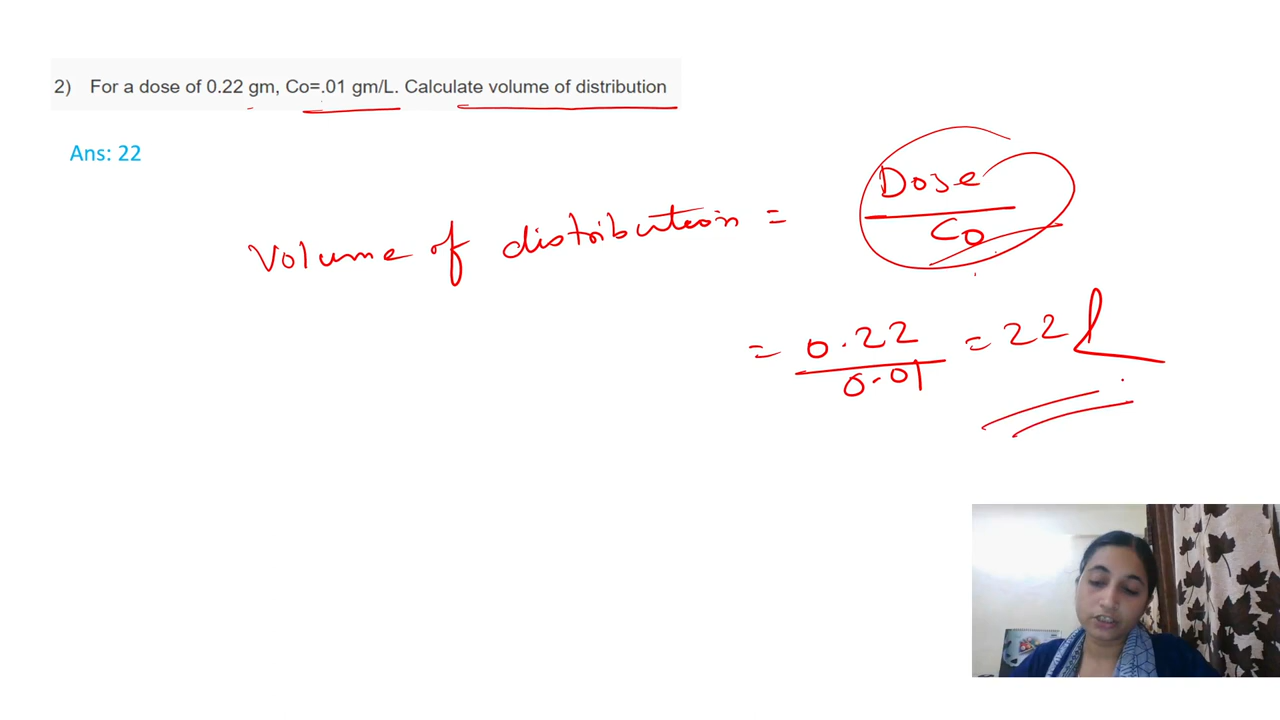 2) For a dose of 0.22 gm, Co=.01 gm/L. Calculate volume of distribution
Ans: 22
Volume of distribution = Dose / Co
= 0.22 / 0.01 = 22 l